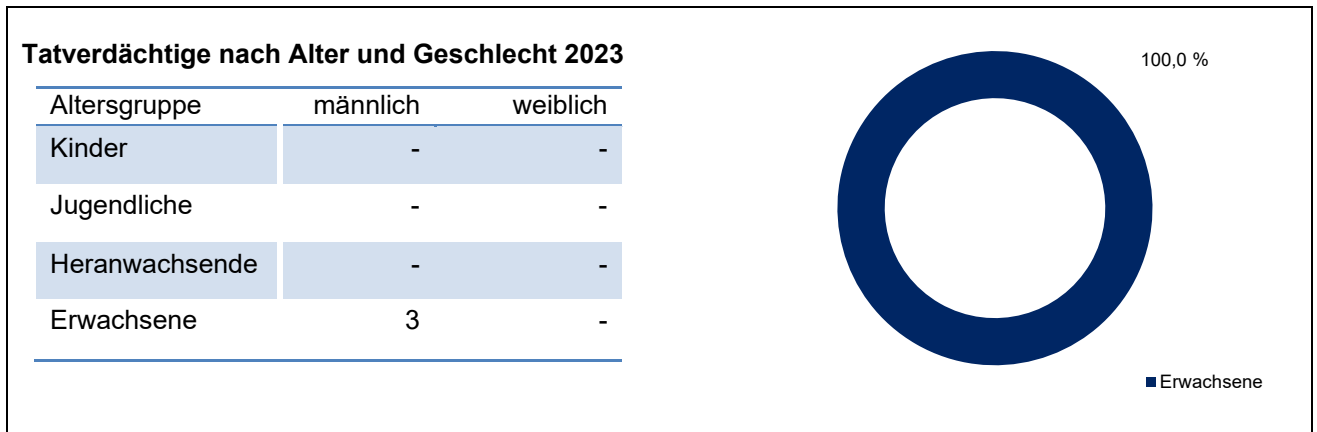 Tatverdächtige nach Alter und Geschlecht 2023
Altersgruppe männlich weiblich
Kinder - -
Jugendliche - -
Heranwachsende - -
Erwachsene 3 -
100,0 %
Erwachsene